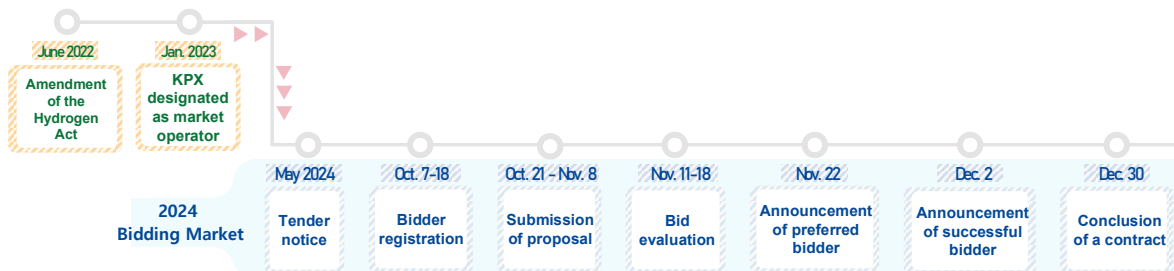 June 2022
Amendment
of the
Hydrogen
Act
Jan. 2023
KPX
designated
as market
operator
2024
Bidding Market
May 2024
Tender
notice
Oct. 7-18
Bidder
registration
Oct. 21 – Nov. 8
Submission
of proposal
Nov. 11-18
Bid
evaluation
Nov. 22
Announcement
of preferred
bidder
Dec. 2
Announcement
of successful
bidder
Dec. 30
Conclusion
of a contract